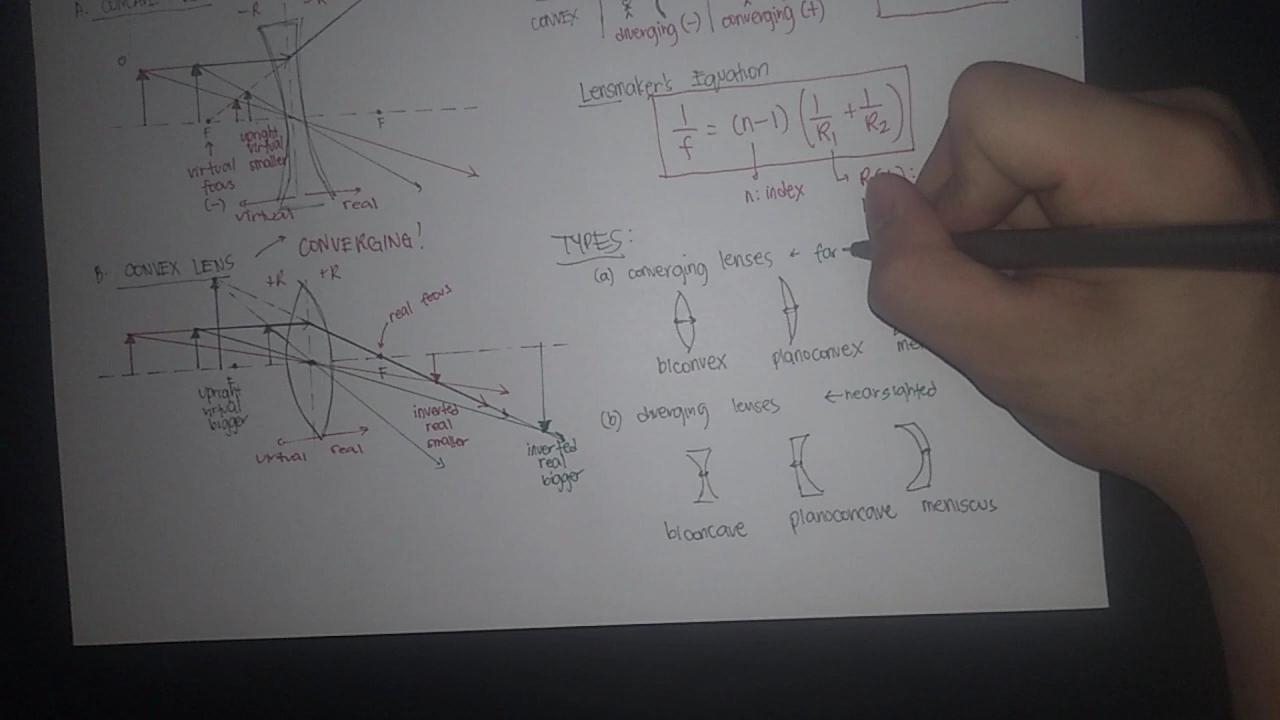 A.
-R
-R
O
F
F
upright
virtual
smaller
virtual
focus
(-)
virtual
real
B. CONVEX LENS
CONVERGING!
+R
+R
real focus
F
F
upright
virtual
bigger
inverted
real
smaller
virtual
real
inverted
real
bigger
CONVEX
diverging (-)
converging (+)
Lensmaker's Equation
1/f = (n-1) (1/R1 + 1/R2)
n: index
TYPES:
(a) converging lenses ← far
biconvex
planoconvex
(b) diverging lenses ← nearsighted
bioncave
planoconcave
meniscus